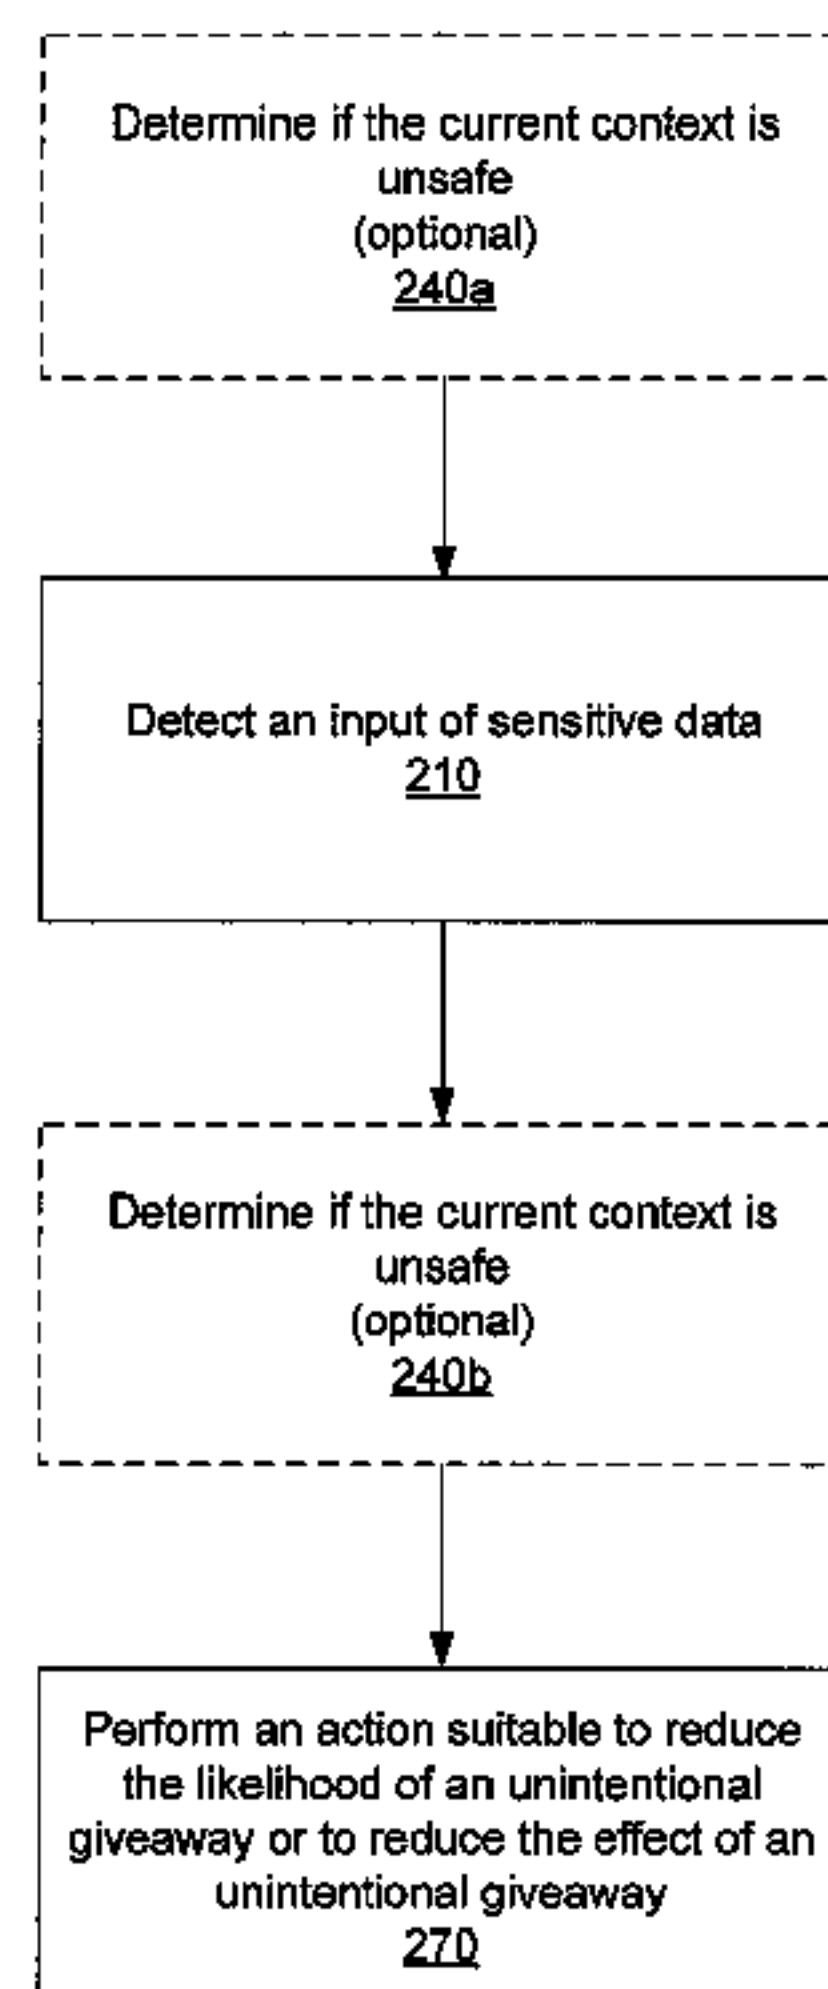 Determine if the current context is
unsafe
(optional)
240a
Detect an input of sensitive data
210
Determine if the current context is
unsafe
(optional)
240b
Perform an action suitable to reduce
the likelihood of an unintentional
giveaway or to reduce the effect of an
unintentional giveaway
270